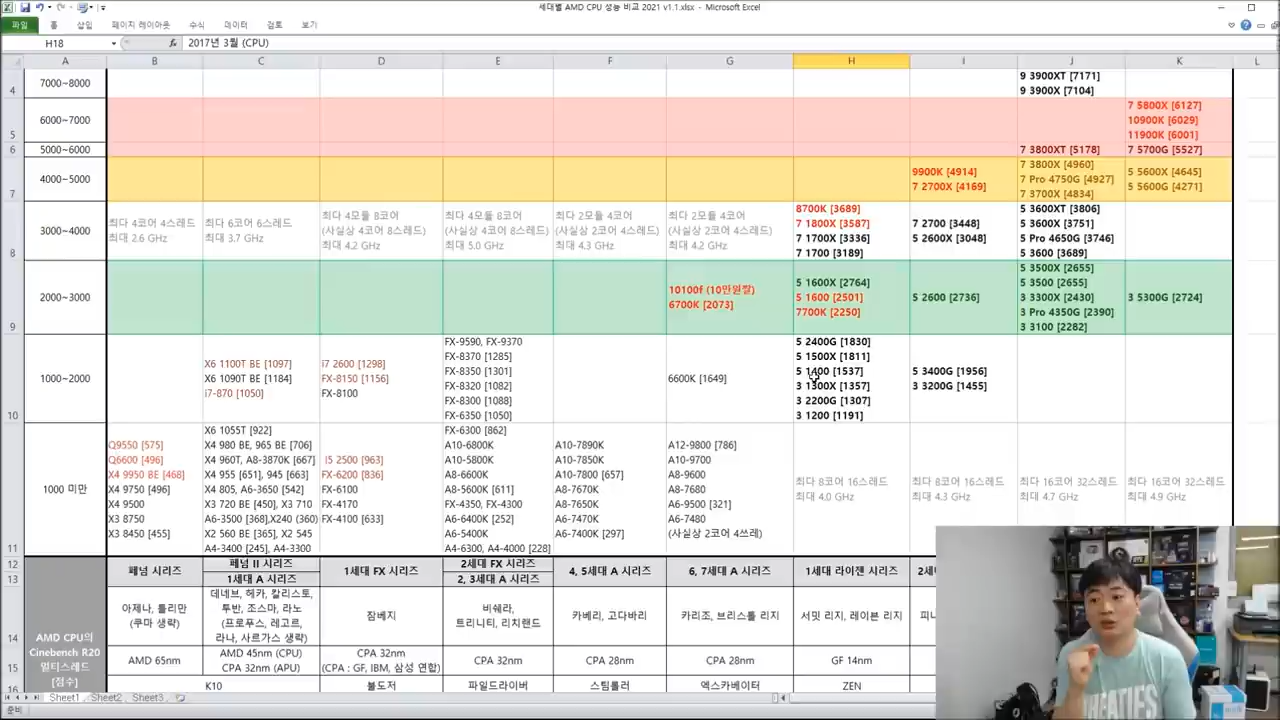 세대별 AMD CPU 성능 비교 2021 v1.1.xlsx - Microsoft Excel
파일 홈 삽입 페이지 레이아웃 수식 데이터 검토 보기
H18 fx 2017년 3월 (CPU)
A B C D E F G H I J K L
4 7000~8000
9 3900XT [7171]
9 3900X [7104]
5 6000~7000
7 5800X [6127]
10900K [6029]
11900K [6001]
6 5000~6000 7 3800XT [5178] 7 5700G [5527]
7 4000~5000
9900K [4914]
7 2700X [4169]
7 3800X [4960]
7 Pro 4750G [4927]
7 3700X [4834]
5 5600X [4645]
5 5600G [4271]
8 3000~4000
최다 4코어 4스레드
최대 2.6 GHz
최다 6코어 6스레드
최대 3.7 GHz
최다 4모듈 8코어
(사실상 4코어 8스레드)
최대 4.2 GHz
최다 4모듈 8코어
(사실상 4코어 8스레드)
최대 5.0 GHz
최다 2모듈 4코어
(사실상 2코어 4스레드)
최대 4.3 GHz
최다 2모듈 4코어
(사실상 2코어 4스레드)
최대 4.2 GHz
8700K [3689]
7 1800X [3587]
7 1700X [3336]
7 1700 [3189]
7 2700 [3448]
5 2600X [3048]
5 3600XT [3806]
5 3600X [3751]
5 Pro 4650G [3746]
5 3600 [3689]
9 2000~3000
10100f (10만원짤)
6700K [2073]
5 1600X [2764]
5 1600 [2501]
7700K [2250]
5 2600 [2736]
5 3500X [2655]
5 3500 [2655]
3 3300X [2430]
3 Pro 4350G [2390]
3 3100 [2282]
3 5300G [2724]
10 1000~2000
X6 1100T BE [1097]
X6 1090T BE [1184]
i7-870 [1050]
i7 2600 [1298]
FX-8150 [1156]
FX-8100
FX-9590, FX-9370
FX-8370 [1285]
FX-8350 [1301]
FX-8320 [1082]
FX-8300 [1088]
FX-6350 [1050]
6600K [1649]
5 2400G [1830]
5 1500X [1811]
5 1400 [1537]
3 1300X [1357]
3 2200G [1307]
3 1200 [1191]
5 3400G [1956]
3 3200G [1455]
11 1000 미만
Q9550 [575]
Q6600 [496]
X4 9950 BE [468]
X4 9750 [496]
X4 9500
X3 8750
X3 8450 [455]
X6 1055T [922]
X4 980 BE, 965 BE [706]
X4 960T, A8-3870K [667]
X4 955 [651], 945 [663]
X4 805, A6-3650 [542]
X3 720 BE [450], X3 710
A6-3500 [368],X240 (360)
X2 560 BE [365], X2 545
A4-3400 [245], A4-3300
I5 2500 [963]
FX-6200 [836]
FX-6100
FX-4170
FX-4100 [633]
FX-6300 [862]
A10-6800K
A10-5800K
A8-6600K
A8-5600K [611]
FX-4350, FX-4300
A6-6400K [252]
A6-5400K
A4-6300, A4-4000 [228]
A10-7890K
A10-7850K
A10-7800 [657]
A8-7670K
A8-7650K
A6-7470K
A6-7400K [297]
A12-9800 [786]
A10-9700
A8-9600
A8-7680
A6-9500 [321]
A6-7480
(사실상 2코어 4쓰레)
최다 8코어 16스레드
최대 4.0 GHz
최다 8코어 16스레드
최대 4.3 GHz
최다 16코어 32스레드
최대 4.7 GHz
최다 16코어 32스레드
최대 4.9 GHz
12
13
페넘 시리즈
페넘 II 시리즈
1세대 A 시리즈
1세대 FX 시리즈
2세대 FX 시리즈
2, 3세대 A 시리즈
4, 5세대 A 시리즈
6, 7세대 A 시리즈
1세대 라이젠 시리즈
2세
14
아제나, 톨리만
(쿠마 생략)
데네브, 헤카, 칼리스토,
투반, 조스마, 라노
(프로푸스, 레고르,
라나, 사르가스 생략)
잠베지
비쉐라,
트리니티, 리치랜드
카베리, 고다바리
카리조, 브리스톨 리지
서밋 리지, 레이븐 리지
피나
AMD CPU의
Cinebench R20
멀티스레드
[점수]
15
AMD 65nm
AMD 45nm (CPU)
CPA 32nm (APU)
CPA 32nm
(CPA : GF, IBM, 삼성 연합)
CPA 32nm
CPA 28nm
CPA 28nm
GF 14nm
16 K10 불도저 파일드라이버 스팀롤러 엑스카베이터 ZEN
Sheet1 Sheet2 Sheet3
준비